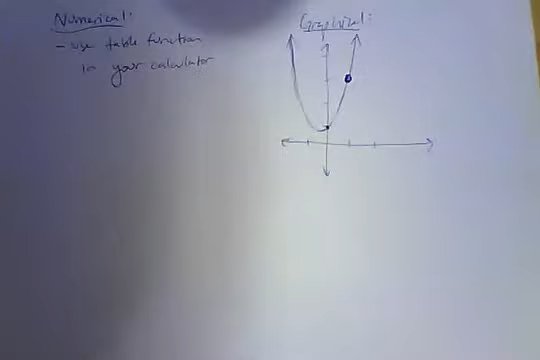 Numerical:
- use table function
in your calculator
Graphical: